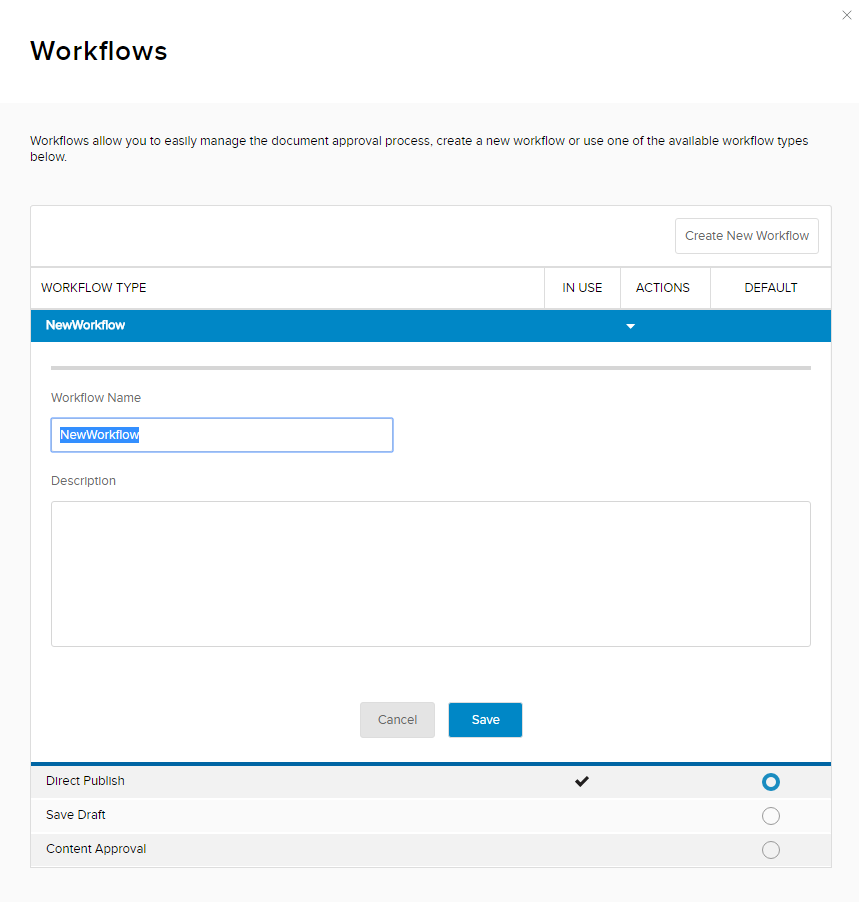 Workflows
Workflows allow you to easily manage the document approval process, create a new workflow or use one of the available workflow types
below.
Create New Workflow
WORKFLOW TYPE IN USE ACTIONS DEFAULT
NewWorkflow
Workflow Name
NewWorkflow
Description
Cancel Save
Direct Publish
Save Draft
Content Approval